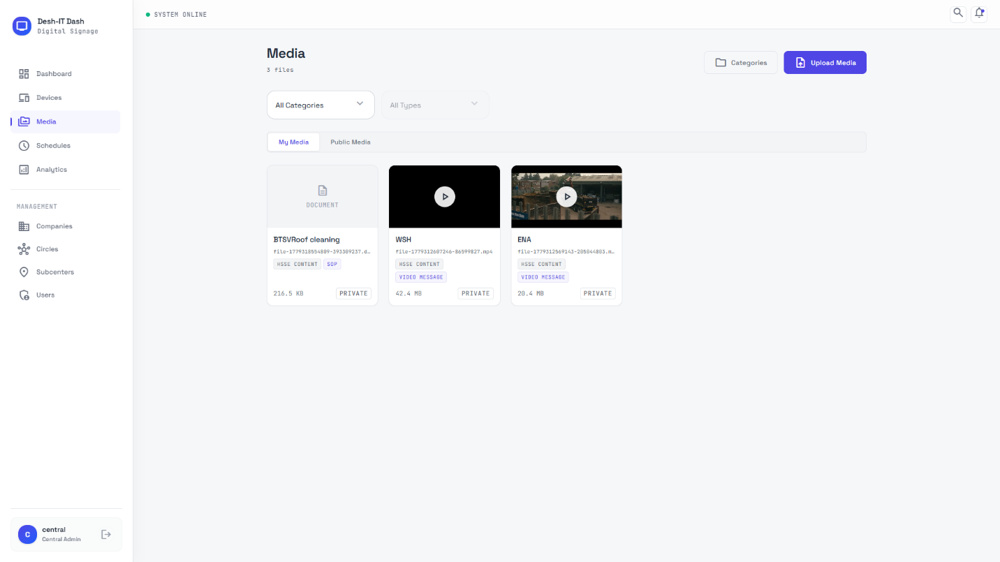 Desh-IT Dash
Digital Signage
SYSTEM ONLINE
Dashboard
Devices
Media
Schedules
Analytics
MANAGEMENT
Companies
Circles
Subcenters
Users
C
central
Central Admin
Media
3 files
Categories
Upload Media
All Categories
All Types
My Media
Public Media
DOCUMENT
BTSVRoof cleaning
file-1779318554809-393309237.d…
HSSE CONTENT
SOP
216.5 KB
PRIVATE
WSH
file-1779312607246-86599827.mp4
HSSE CONTENT
VIDEO MESSAGE
42.4 MB
PRIVATE
ENA
file-1779312569143-205044803.m…
HSSE CONTENT
VIDEO MESSAGE
20.4 MB
PRIVATE